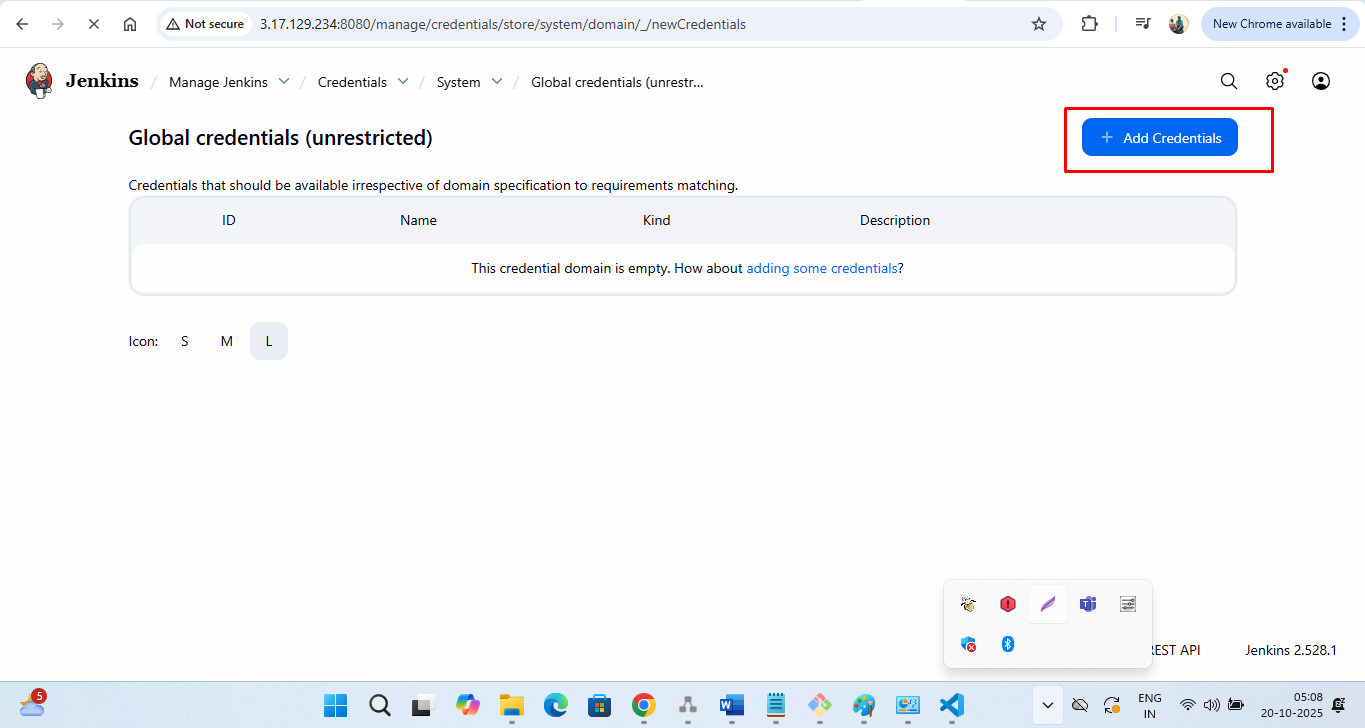 Not secure 3.17.129.234:8080/manage/credentials/store/system/domain/_/newCredentials New Chrome available
Jenkins / Manage Jenkins / Credentials / System / Global credentials (unrestr...
Global credentials (unrestricted) + Add Credentials
Credentials that should be available irrespective of domain specification to requirements matching.
ID Name Kind Description
This credential domain is empty. How about adding some credentials?
Icon: S M L
REST API Jenkins 2.528.1
5
ENG
IN
05:08
20-10-2025